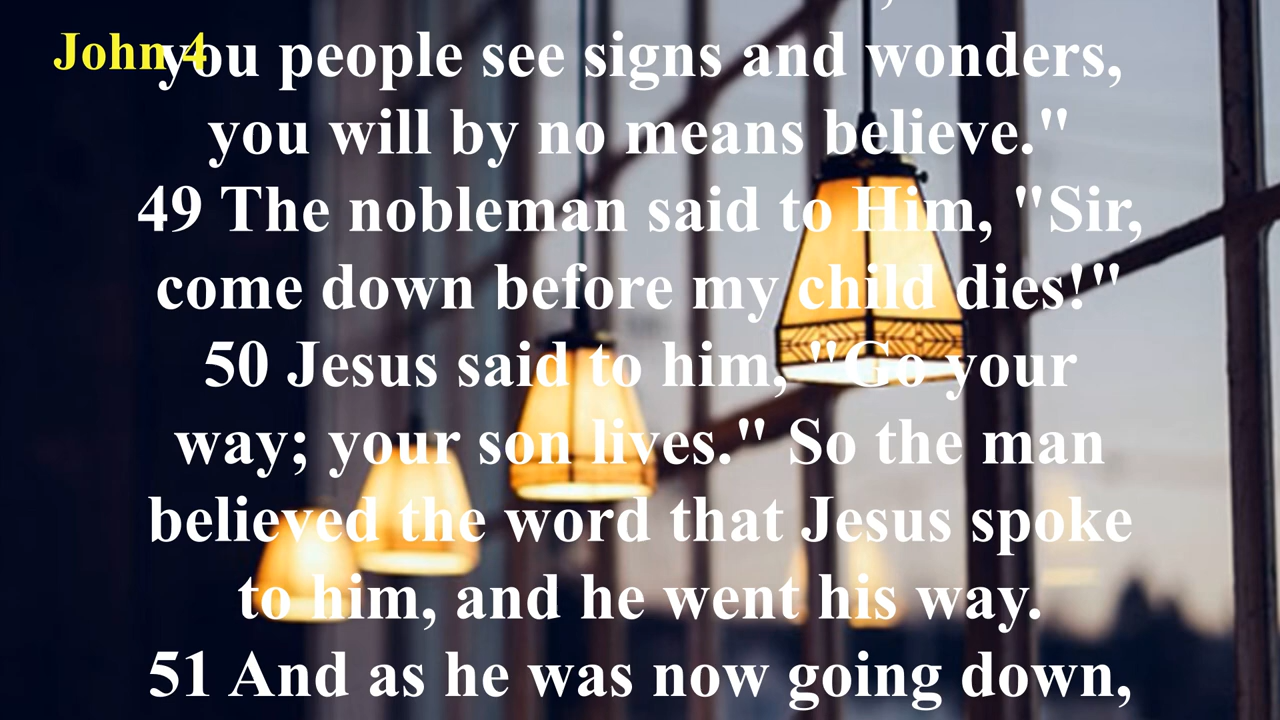 John 4
you people see signs and wonders,
you will by no means believe."
49 The nobleman said to Him, "Sir,
come down before my child dies!"
50 Jesus said to him, "Go your
way; your son lives." So the man
believed the word that Jesus spoke
to him, and he went his way.
51 And as he was now going down,